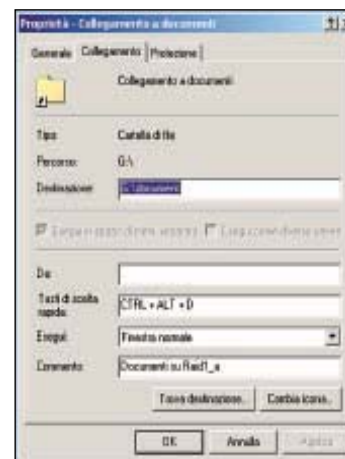 Proprietà - Collegamento a documenti
Generale Collegamento Protezione
Collegamento a documenti
Tipo: Cartella di file
Percorso: G:\
Destinazione: G:\documenti
Da:
Tasti di scelta rapida: CTRL + ALT + D
Esegui: Finestra normale
Commento: Documenti su Raid1_a
Trova destinazione... Cambia icona...
OK Annulla Applica